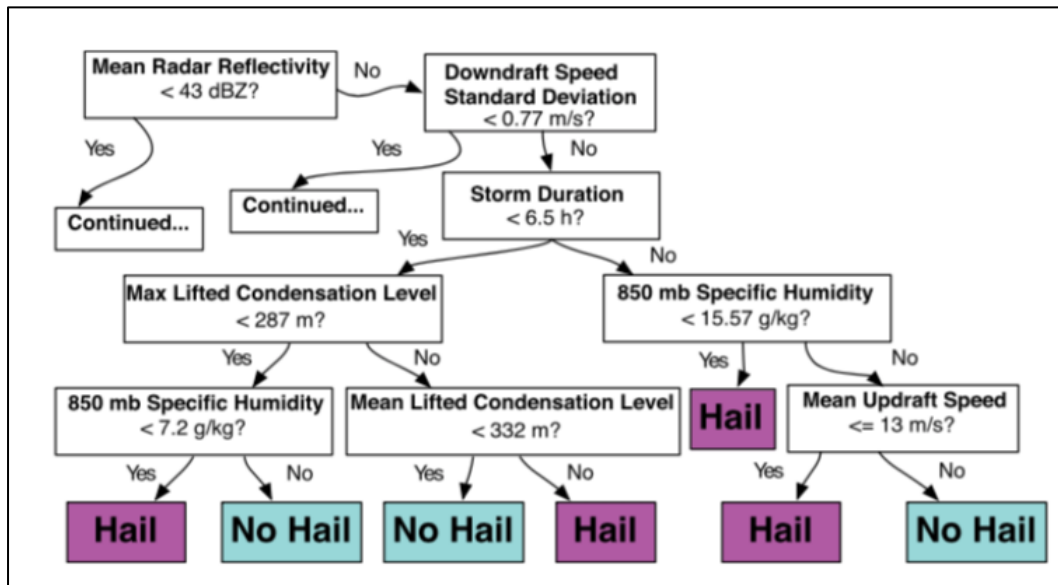 Mean Radar Reflectivity
< 43 dBZ?
No
Downdraft Speed
Standard Deviation
< 0.77 m/s?
Yes
Yes
No
Continued...
Continued...
Storm Duration
< 6.5 h?
Yes
No
Max Lifted Condensation Level
< 287 m?
850 mb Specific Humidity
< 15.57 g/kg?
Yes
No
Yes
No
850 mb Specific Humidity
< 7.2 g/kg?
Mean Lifted Condensation Level
< 332 m?
Hail
Mean Updraft Speed
<= 13 m/s?
Yes
No
Yes
No
Yes
No
Hail
No Hail
No Hail
Hail
Hail
No Hail